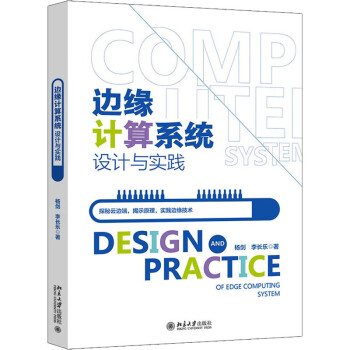 边缘计算系统 设计与实践
杨剑 李长乐◎著
北京大学出版社
COMP
UTER
SYSTEM
边缘
计算系统
设计与实践
探秘云边端，揭示原理，实践边缘技术
DESIGN AND
杨剑 李长乐◎著
PRACTICE
OF EDGE COMPUTING
SYSTEM
北京大学出版社